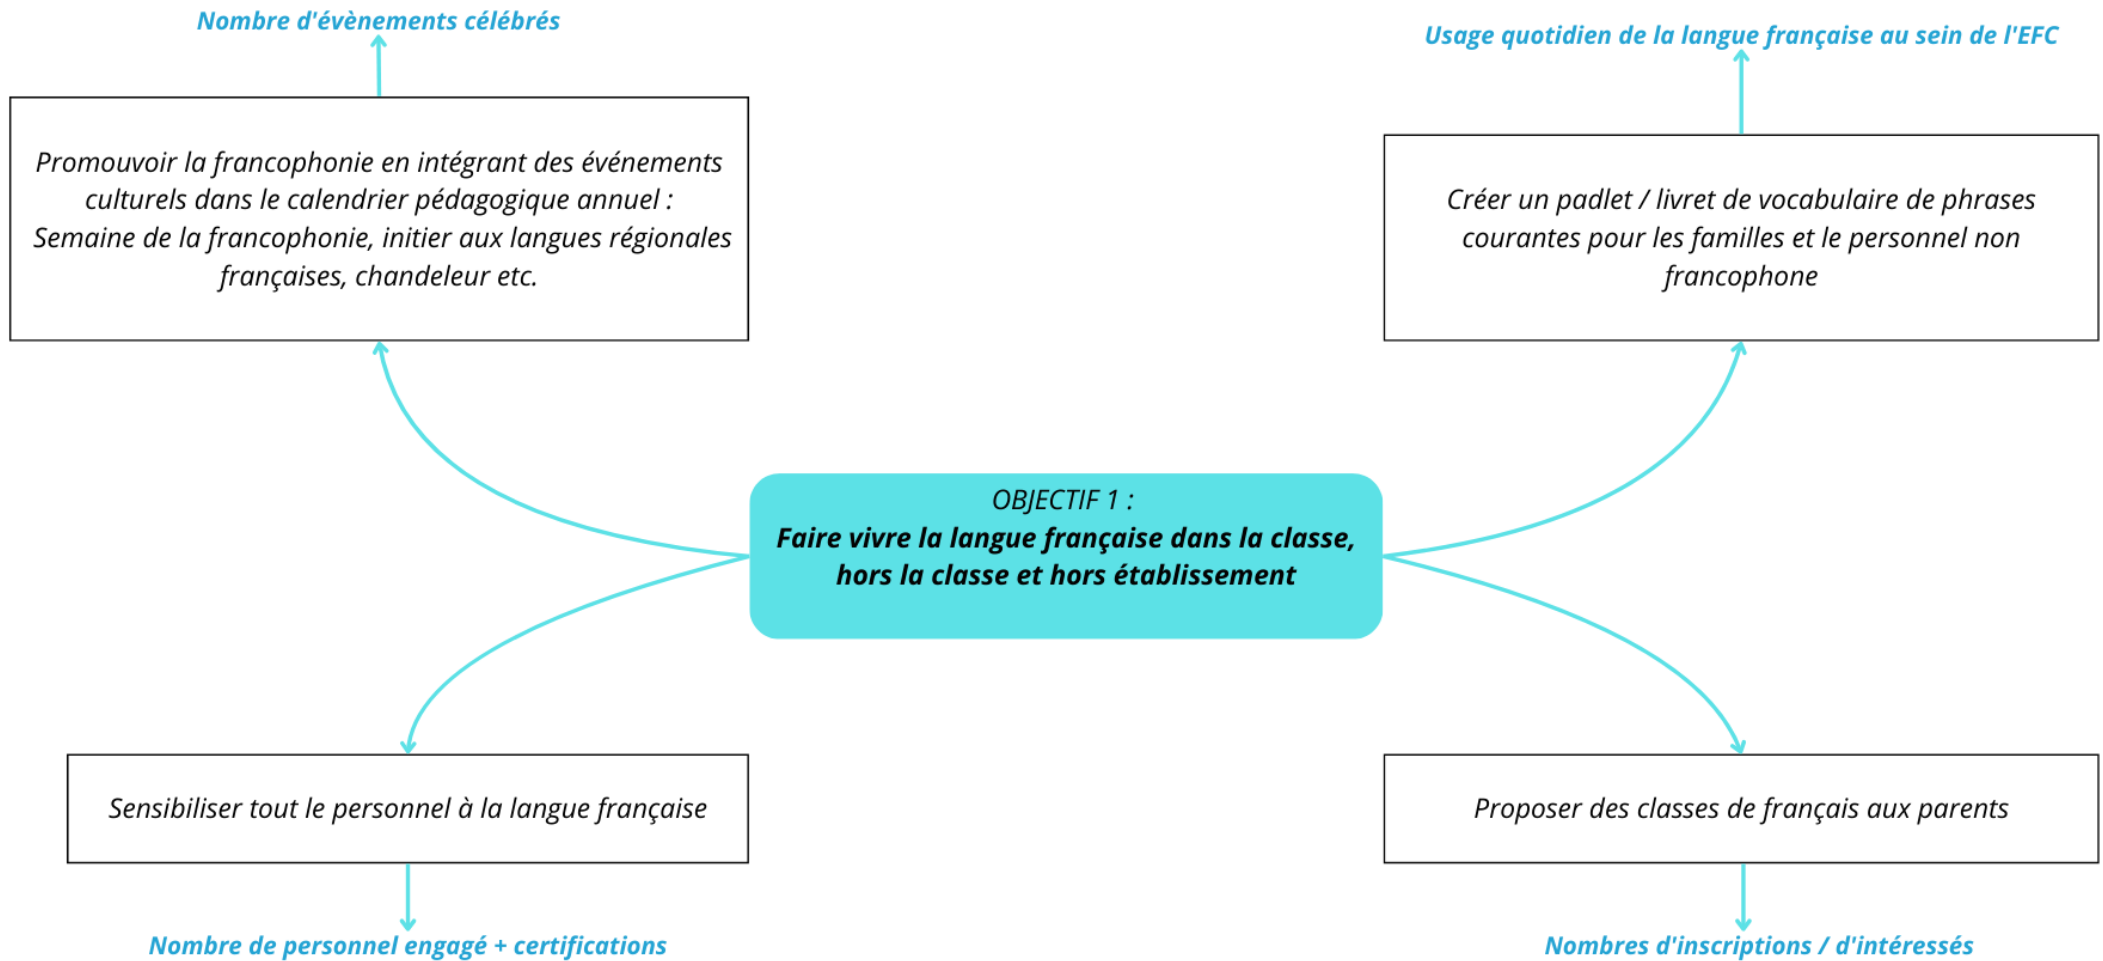 Nombre d'évènements célébrés
Promouvoir la francophonie en intégrant des événements
culturels dans le calendrier pédagogique annuel :
Semaine de la francophonie, initier aux langues régionales
françaises, chandeleur etc.
Usage quotidien de la langue française au sein de l'EFC
Créer un padlet / livret de vocabulaire de phrases
courantes pour les familles et le personnel non
francophone
OBJECTIF 1 :
Faire vivre la langue française dans la classe,
hors la classe et hors établissement
Sensibiliser tout le personnel à la langue française
Nombre de personnel engagé + certifications
Proposer des classes de français aux parents
Nombres d'inscriptions / d'intéressés